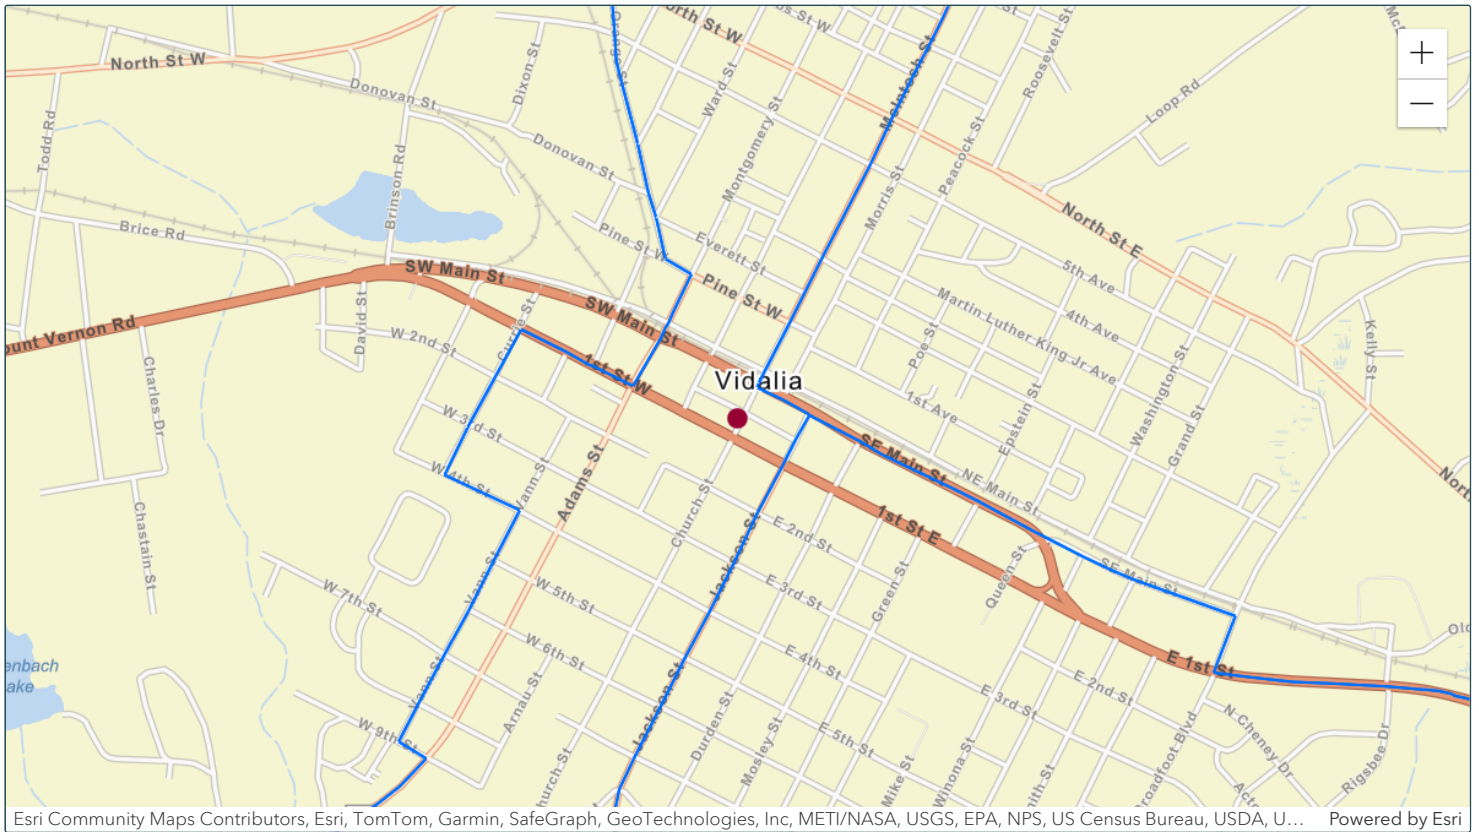 North St W
Orange St
North St W
McIntosh St
Roosevelt St
Ward St
Dixon St
Donovan St
Loop Rd
Todd Rd
Donovan St
Montgomery St
Peacock St
Brinson Rd
Morris St
North St E
Brice Rd
Pine St W
Everett St
5th Ave
SW Main St
Pine St W
Martin Luther King Jr Ave
4th Ave
SW Main St
Mount Vernon Rd
David St
W 2nd St
Currie St
Poe St
Kelly St
1st St W
Vidalia
Charles Dr
1st Ave
Epstein St
Washington St
Grand St
W 3rd St
SE Main St
NE Main St
W 4th St
Vann St
Adams St
Church St
Jackson St
E 2nd St
1st St E
Chastain St
Vann St
W 7th St
W 5th St
E 3rd St
Green St
Queen St
SE Main St
W 6th St
E 4th St
E 1st St
Vann St
Arnau St
Jackson St
Durden St
E 3rd St
E 2nd St
W 9th St
Mosley St
E 5th St
Mike St
Winona St
Broadfoot Blvd
N Cheney Dr
Rigsbee Dr
Esri Community Maps Contributors, Esri, TomTom, Garmin, SafeGraph, GeoTechnologies, Inc, METI/NASA, USGS, EPA, NPS, US Census Bureau, USDA, U... Powered by Esri